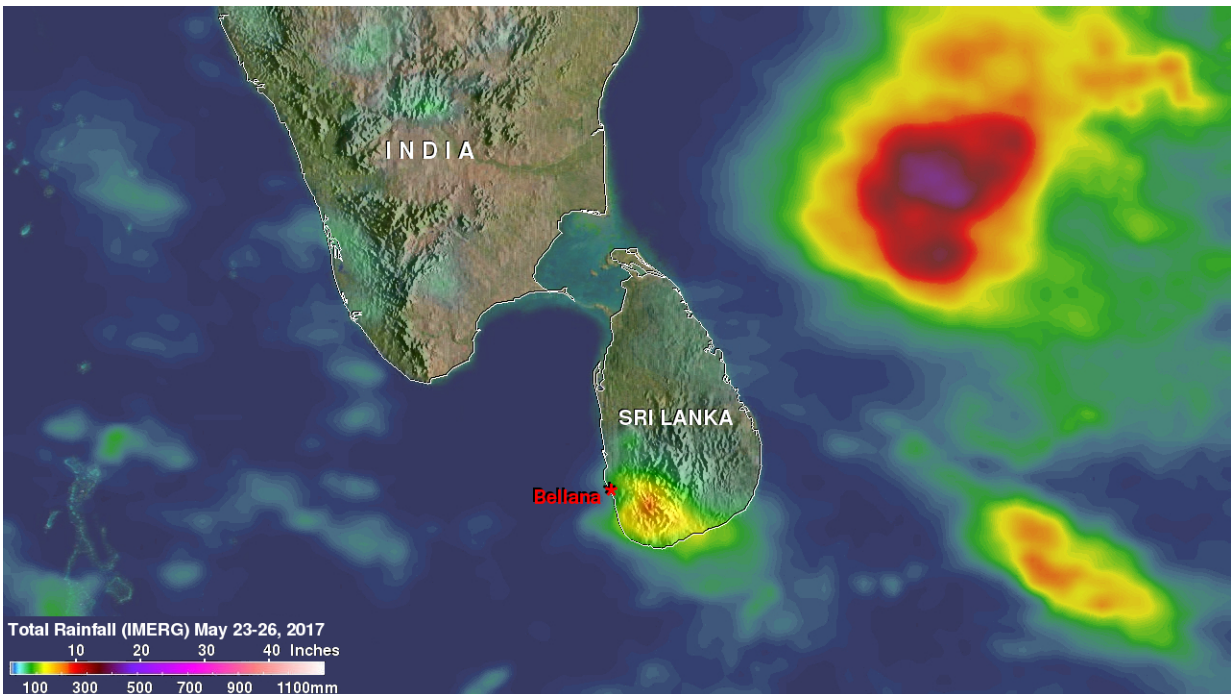 INDIA
SRI LANKA
Bellana *
Total Rainfall (IMERG) May 23-26, 2017
10 20 30 40 Inches
100 300 500 700 900 1100mm